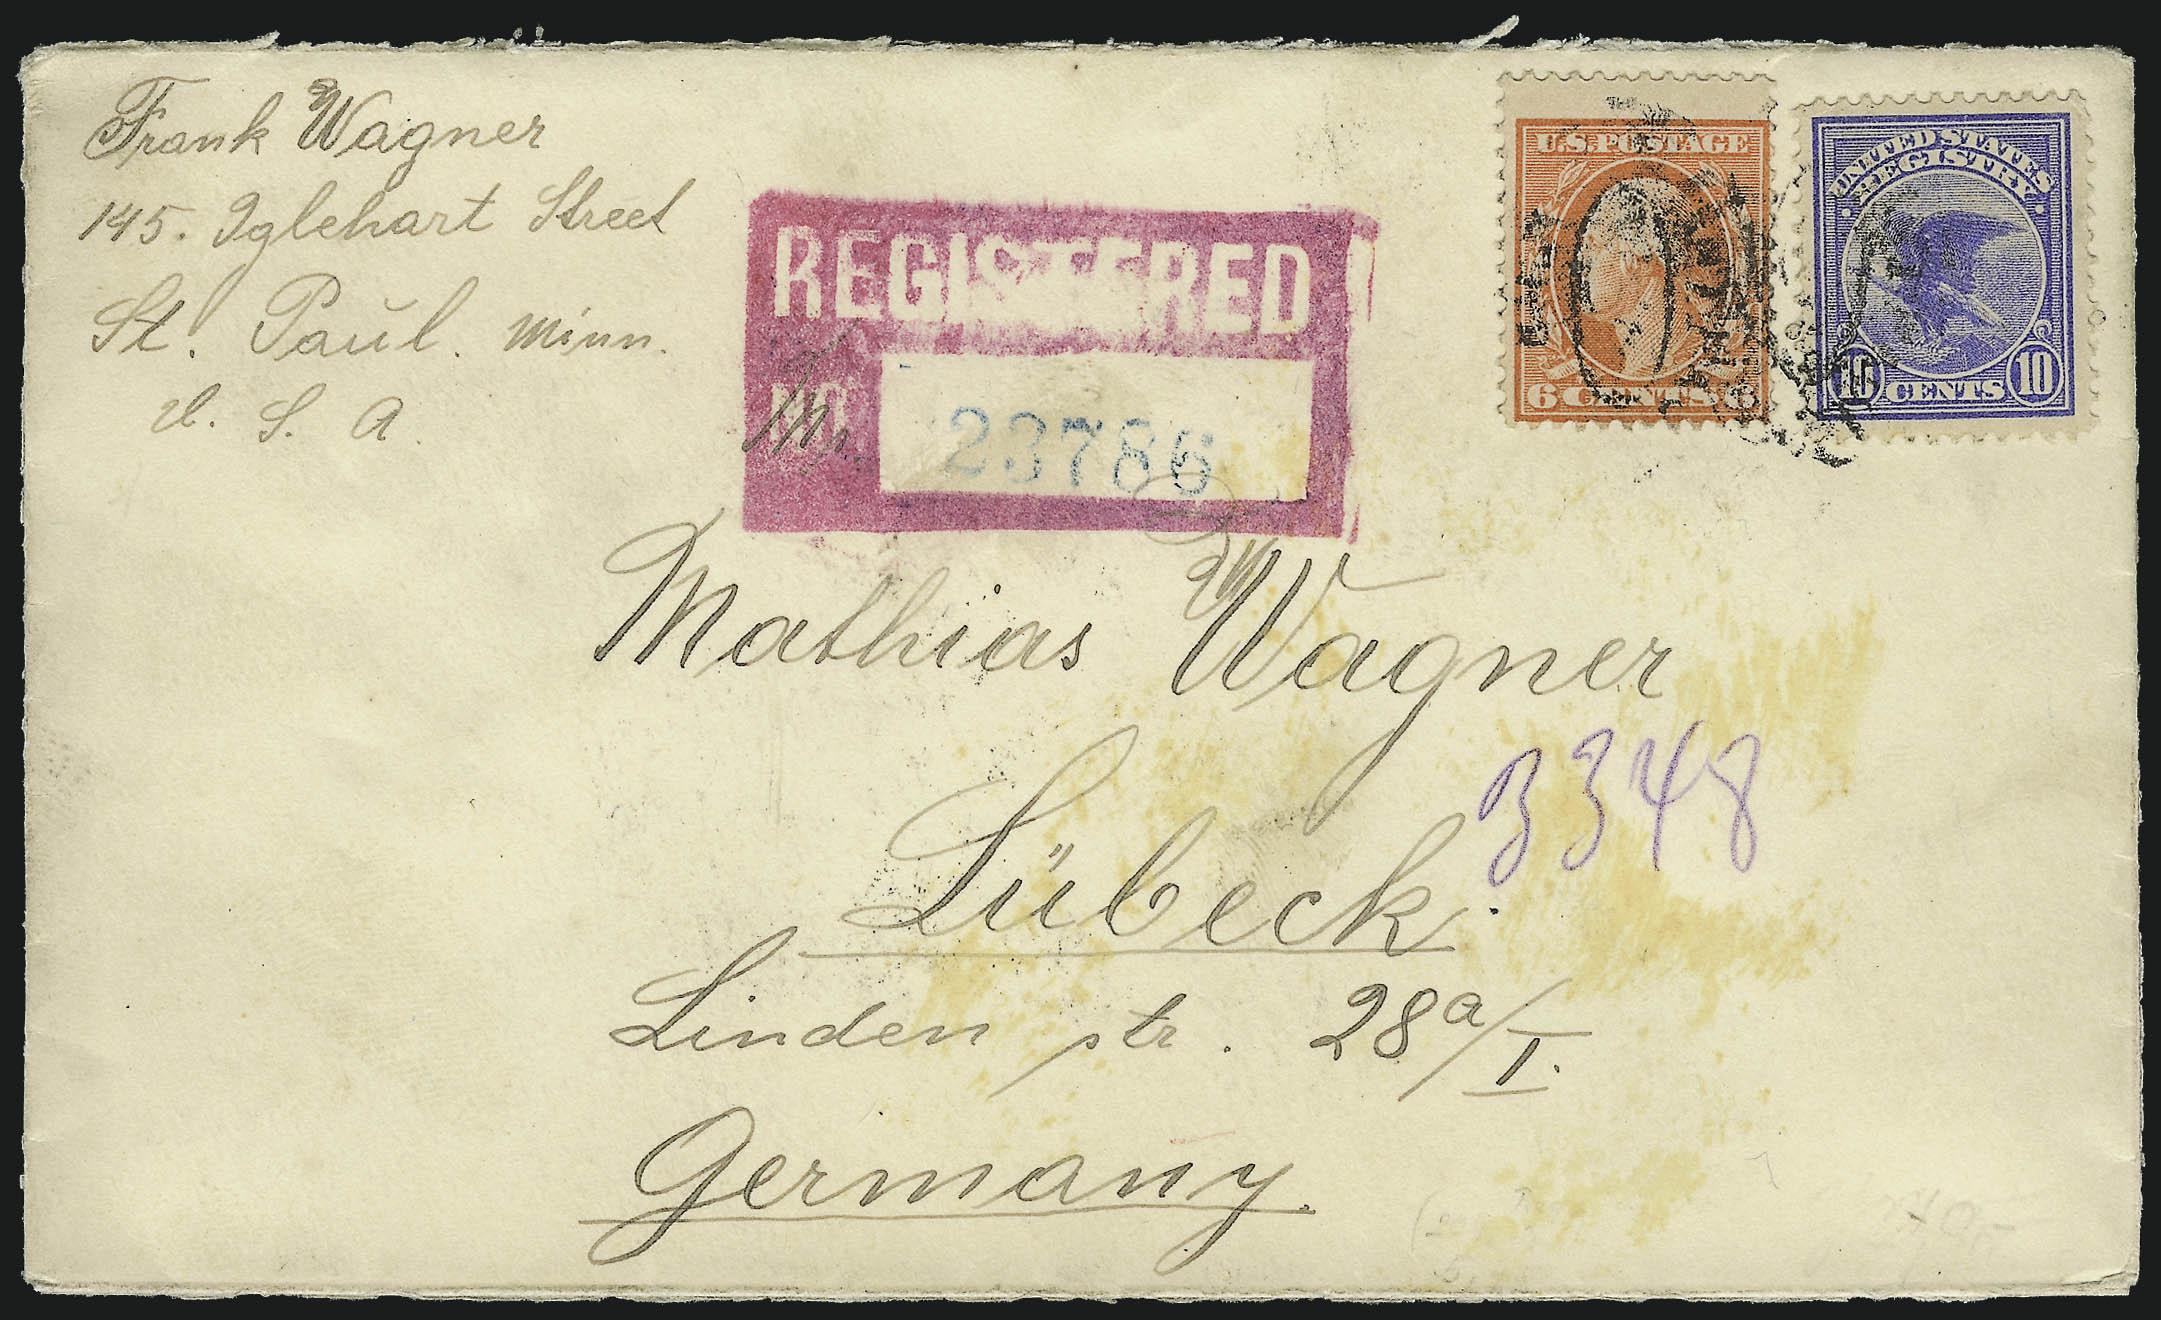 Frank Wagner
145. Iglehart Street
St. Paul. Minn.
U. S. A.
REGISTERED
NO.
23786
U.S. POSTAGE
6 CENTS 6
UNITED STATES
REGISTRY
10 CENTS 10
Mr.
Mathias Wagner
Lübeck.
3348
Linden str. 28a/I.
Germany.